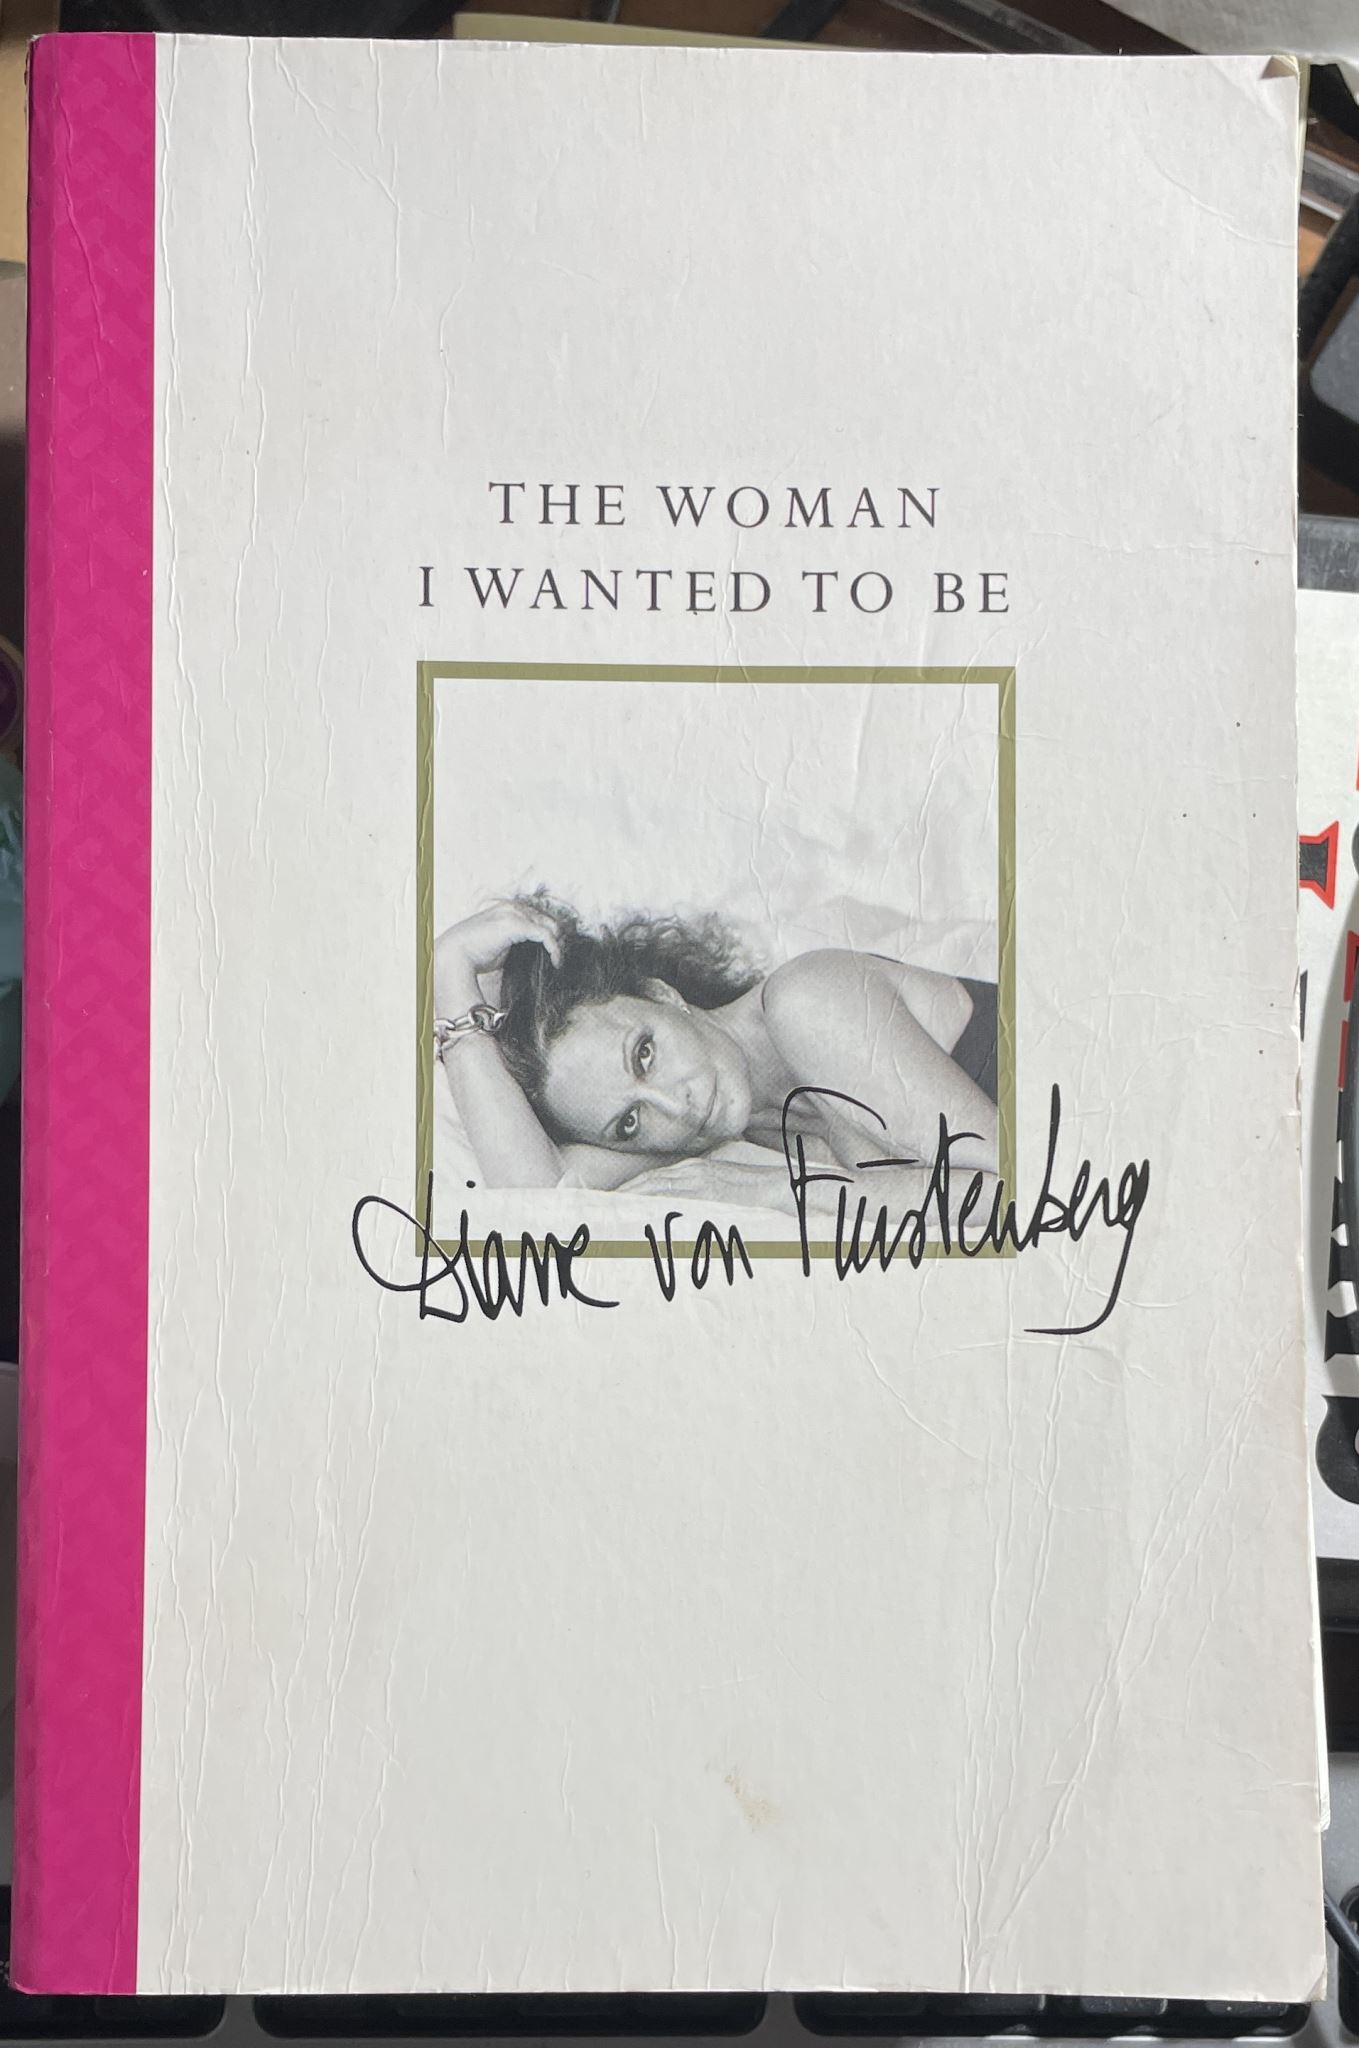 THE WOMAN
I WANTED TO BE
Diane von Fürstenberg